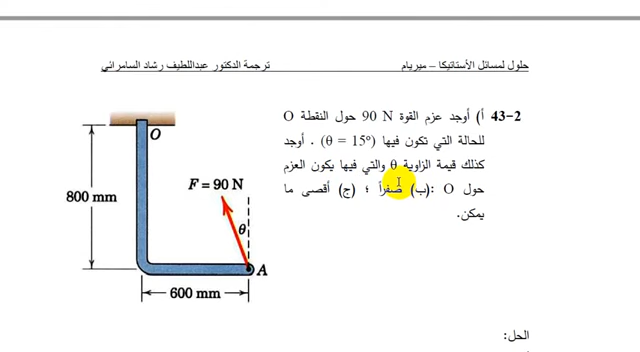 حلول لمسائل الأستاتيكا – ميريام
ترجمة الدكتور عبداللطيف رشاد السامرائي
43-2 أ) أوجد عزم القوة 90 N حول النقطة O
للحالة التي تكون فيها (θ = 15º) . أوجد
كذلك قيمة الزاوية θ والتي فيها يكون العزم
حول O :(ب) صفراً ؛ (ج) أقصى ما
يمكن.
O
F = 90 N
800 mm
θ
A
600 mm
الحل: